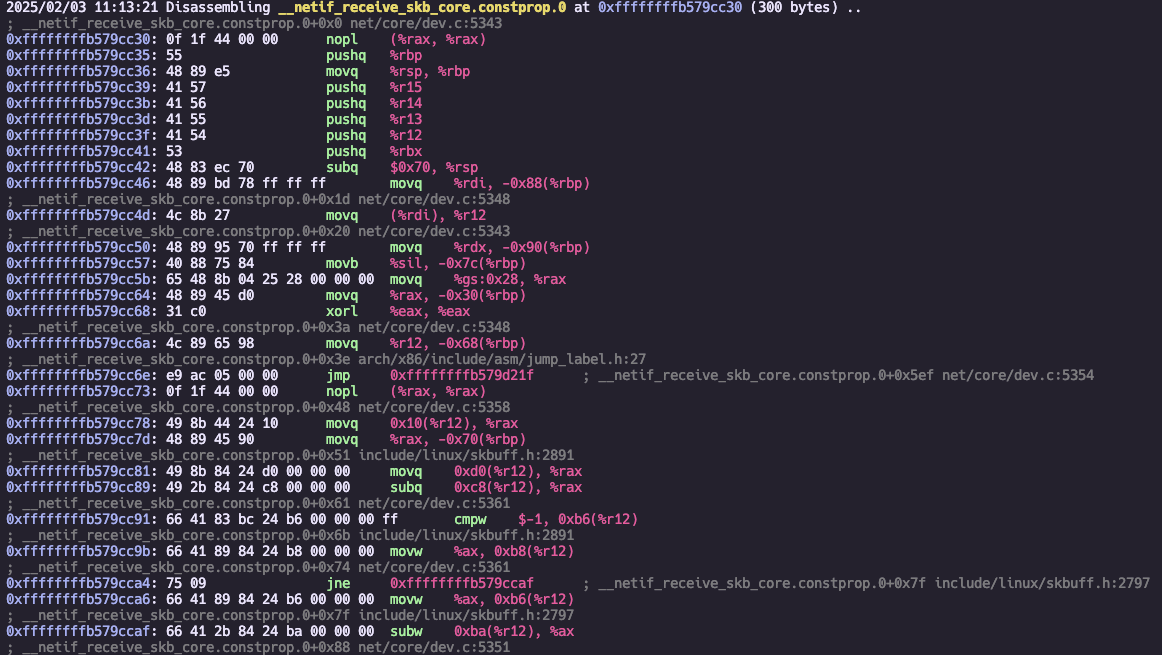 2025/02/03 11:13:21 Disassembling __netif_receive_skb_core.constprop.0 at 0xffffffffb579cc30 (300 bytes) ..
; __netif_receive_skb_core.constprop.0+0x0 net/core/dev.c:5343
0xffffffffb579cc30: 0f 1f 44 00 00 nopl (%rax, %rax)
0xffffffffb579cc35: 55 pushq %rbp
0xffffffffb579cc36: 48 89 e5 movq %rsp, %rbp
0xffffffffb579cc39: 41 57 pushq %r15
0xffffffffb579cc3b: 41 56 pushq %r14
0xffffffffb579cc3d: 41 55 pushq %r13
0xffffffffb579cc3f: 41 54 pushq %r12
0xffffffffb579cc41: 53 pushq %rbx
0xffffffffb579cc42: 48 83 ec 70 subq $0x70, %rsp
0xffffffffb579cc46: 48 89 bd 78 ff ff ff movq %rdi, -0x88(%rbp)
; __netif_receive_skb_core.constprop.0+0x1d net/core/dev.c:5348
0xffffffffb579cc4d: 4c 8b 27 movq (%rdi), %r12
; __netif_receive_skb_core.constprop.0+0x20 net/core/dev.c:5343
0xffffffffb579cc50: 48 89 95 70 ff ff ff movq %rdx, -0x90(%rbp)
0xffffffffb579cc57: 40 88 75 84 movb %sil, -0x7c(%rbp)
0xffffffffb579cc5b: 65 48 8b 04 25 28 00 00 00 movq %gs:0x28, %rax
0xffffffffb579cc64: 48 89 45 d0 movq %rax, -0x30(%rbp)
0xffffffffb579cc68: 31 c0 xorl %eax, %eax
; __netif_receive_skb_core.constprop.0+0x3a net/core/dev.c:5348
0xffffffffb579cc6a: 4c 89 65 98 movq %r12, -0x68(%rbp)
; __netif_receive_skb_core.constprop.0+0x3e arch/x86/include/asm/jump_label.h:27
0xffffffffb579cc6e: e9 ac 05 00 00 jmp 0xffffffffb579d21f ; __netif_receive_skb_core.constprop.0+0x5ef net/core/dev.c:5354
0xffffffffb579cc73: 0f 1f 44 00 00 nopl (%rax, %rax)
; __netif_receive_skb_core.constprop.0+0x48 net/core/dev.c:5358
0xffffffffb579cc78: 49 8b 44 24 10 movq 0x10(%r12), %rax
0xffffffffb579cc7d: 48 89 45 90 movq %rax, -0x70(%rbp)
; __netif_receive_skb_core.constprop.0+0x51 include/linux/skbuff.h:2891
0xffffffffb579cc81: 49 8b 84 24 d0 00 00 00 movq 0xd0(%r12), %rax
0xffffffffb579cc89: 49 2b 84 24 c8 00 00 00 subq 0xc8(%r12), %rax
; __netif_receive_skb_core.constprop.0+0x61 net/core/dev.c:5361
0xffffffffb579cc91: 66 41 83 bc 24 b6 00 00 00 ff cmpw $-1, 0xb6(%r12)
; __netif_receive_skb_core.constprop.0+0x6b include/linux/skbuff.h:2891
0xffffffffb579cc9b: 66 41 89 84 24 b8 00 00 00 movw %ax, 0xb8(%r12)
; __netif_receive_skb_core.constprop.0+0x74 net/core/dev.c:5361
0xffffffffb579cca4: 75 09 jne 0xffffffffb579ccaf ; __netif_receive_skb_core.constprop.0+0x7f include/linux/skbuff.h:2797
0xffffffffb579cca6: 66 41 89 84 24 b6 00 00 00 movw %ax, 0xb6(%r12)
; __netif_receive_skb_core.constprop.0+0x7f include/linux/skbuff.h:2797
0xffffffffb579ccaf: 66 41 2b 84 24 ba 00 00 00 subw 0xba(%r12), %ax
; __netif_receive_skb_core.constprop.0+0x88 net/core/dev.c:5351